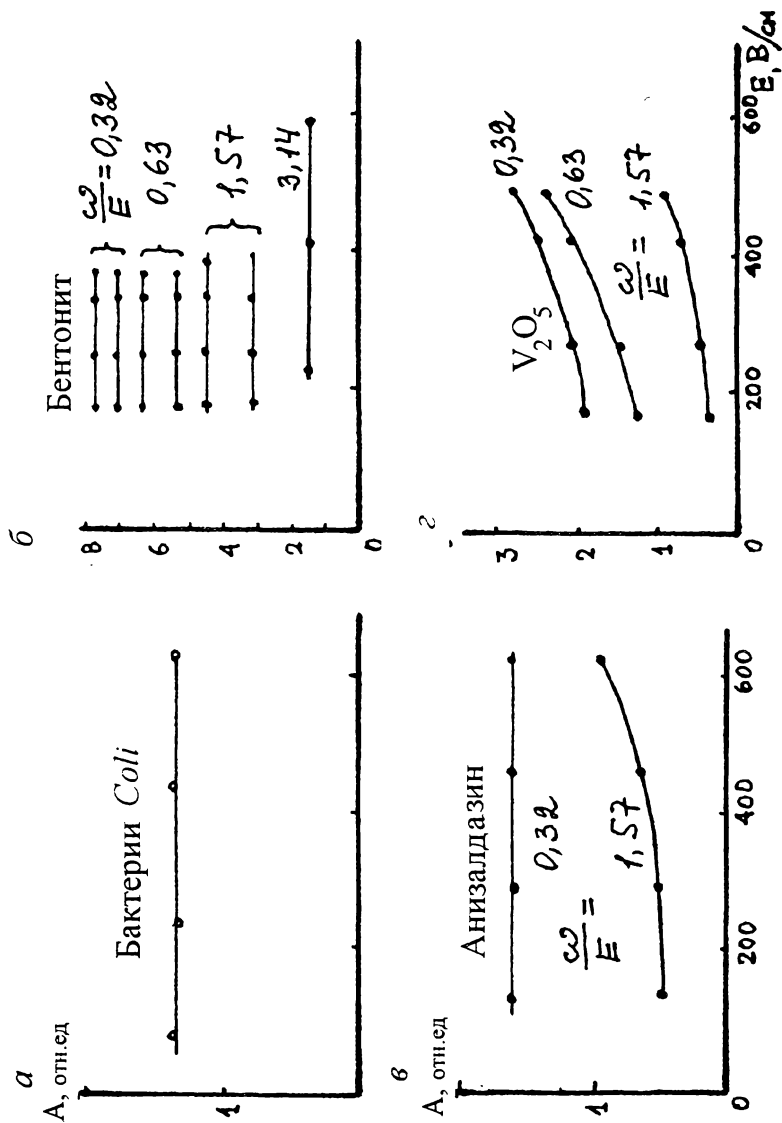 а
А, отн.ед
1
Бактерии Coli
б
Бентонит
8
6
4
2
0
ω/E = 0,32
0,63
1,57
3,14
в
А, отн.ед
1
0
200
400
600
Анизалдазин
0,32
ω/E =
1,57
г
3
2
1
0
200
400
600 E, В/см
V₂O₅
0,32
0,63
ω/E = 1,57